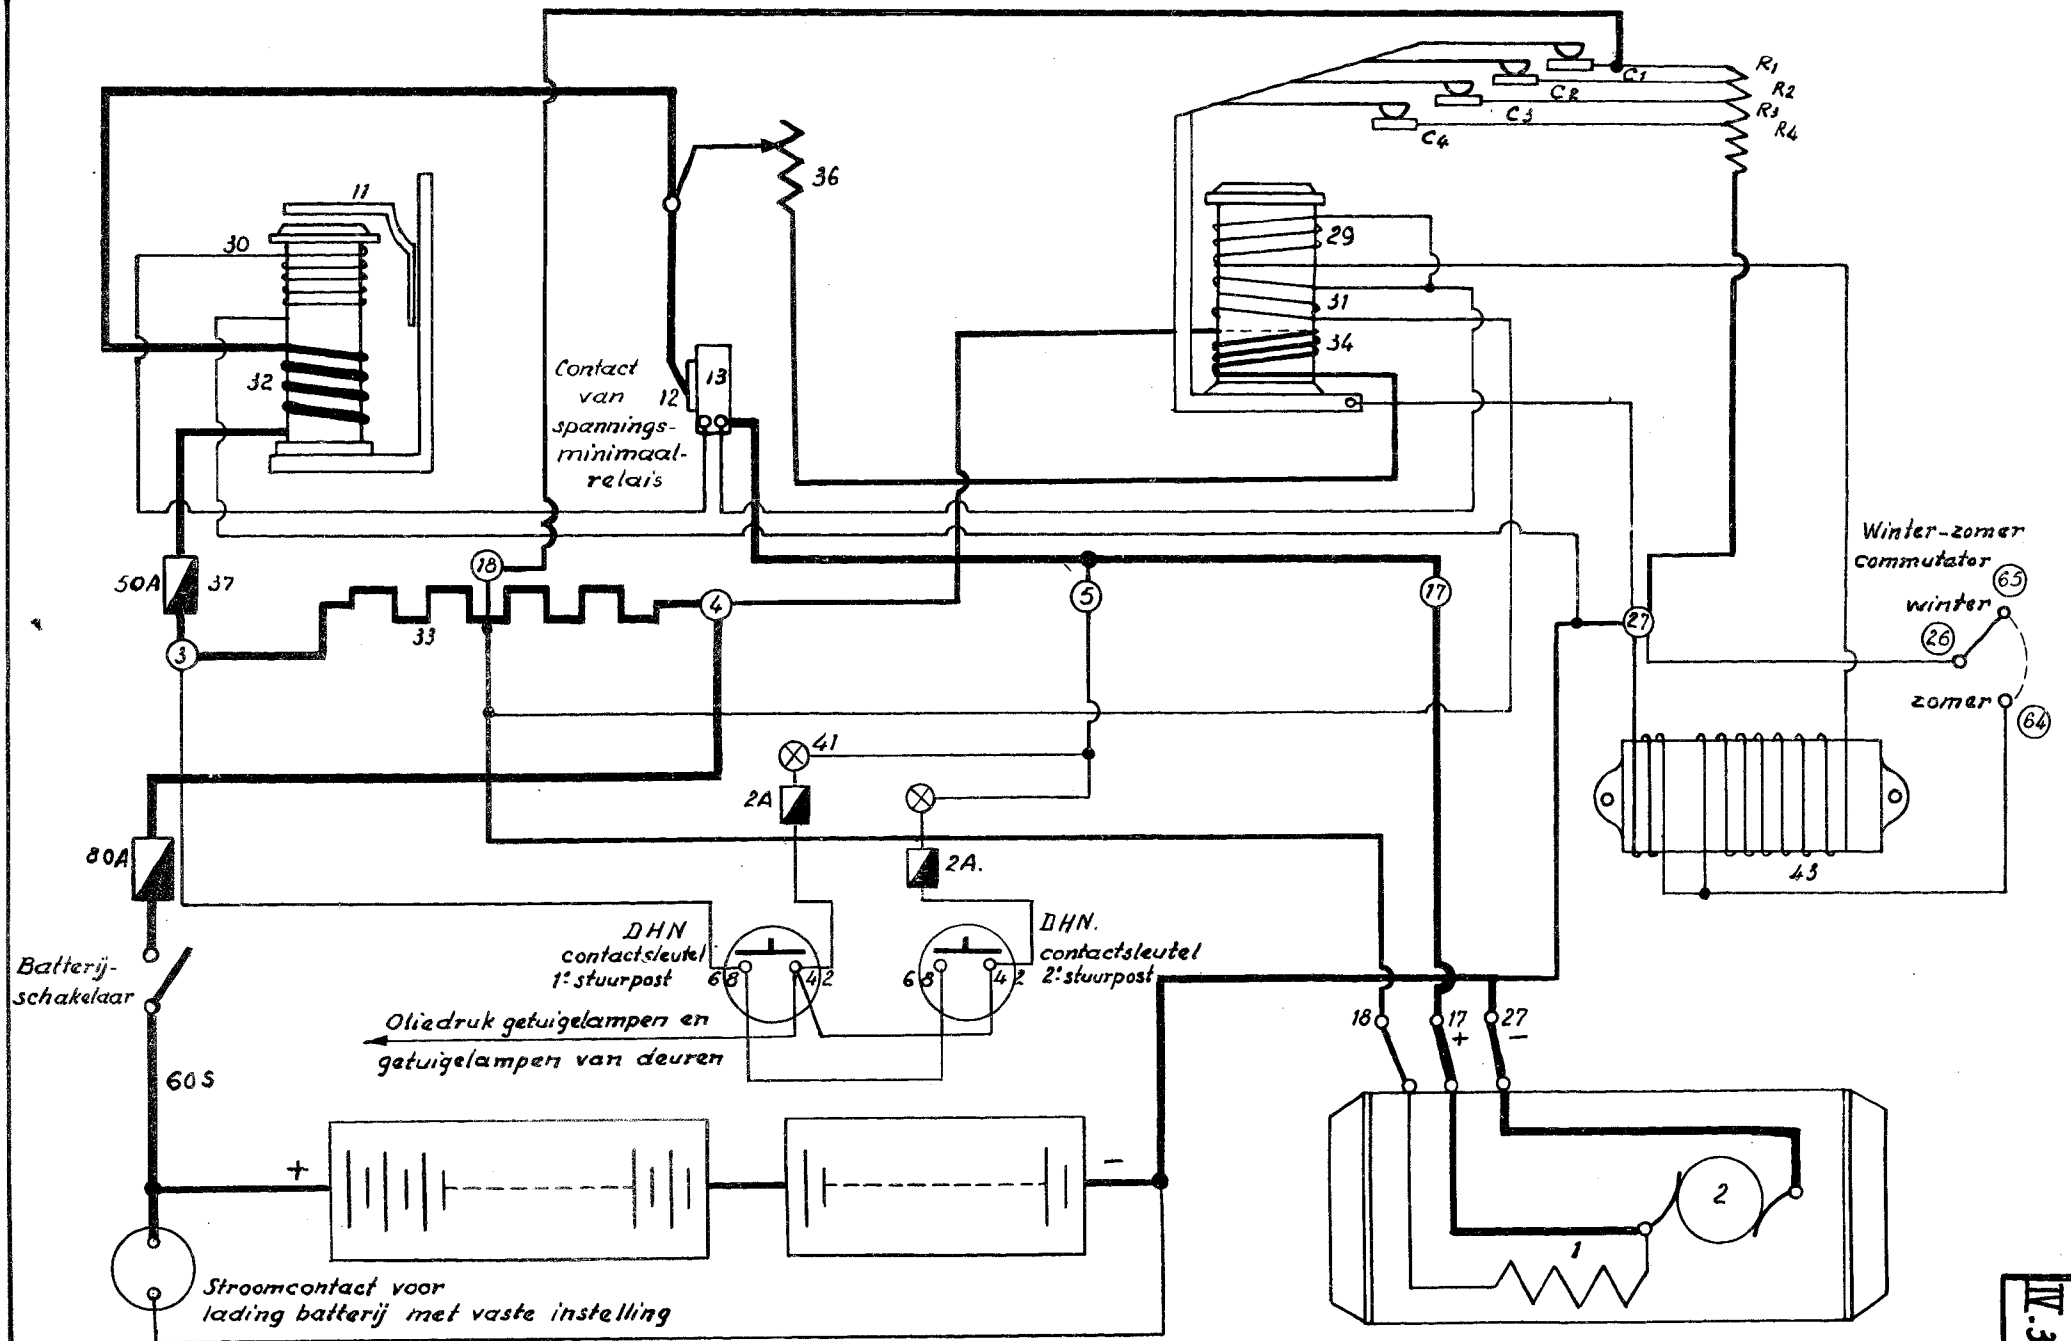 C1
R1
C2
R2
C3
R3
C4
R4
11
36
30
29
31
34
32
13
12
Contact
van
spannings-
minimaal-
relais
Winter-zomer
commutator
65
winter
26
zomer
64
50A
37
18
4
5
17
27
33
3
41
2A
2A.
43
80A
DHN
contactsleutel
1e stuurpost
6 8 4 2
DHN.
contactsleutel
2e stuurpost
6 8 4 2
Batterij-
schakelaar
Oliedruk getuigelampen en
getuigelampen van deuren
18
17
27
+
-
60S
+
-
2
1
Stroomcontact voor
lading batterij met vaste instelling
IV.3